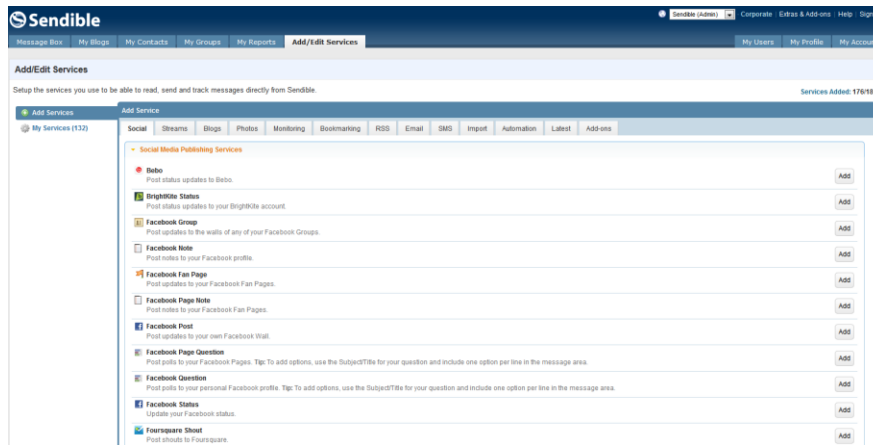 Sendible
Sendible (Admin) Corporate Extras & Add-ons Help Sign
Message Box My Blogs My Contacts My Groups My Reports Add/Edit Services My Users My Profile My Accou
Add/Edit Services
Setup the services you use to be able to read, send and track messages directly from Sendible.
Services Added: 176/18
Add Services
My Services (132)
Add Service
Social Streams Blogs Photos Monitoring Bookmarking RSS Email SMS Import Automation Latest Add-ons
Social Media Publishing Services
Bebo
Post status updates to Bebo.
Add
BrightKite Status
Post status updates to your BrightKite account.
Add
Facebook Group
Post updates to the walls of any of your Facebook Groups.
Add
Facebook Note
Post notes to your Facebook profile.
Add
Facebook Fan Page
Post updates to your Facebook Fan Pages.
Add
Facebook Page Note
Post notes to your Facebook Fan Pages.
Add
Facebook Post
Post updates to your own Facebook Wall.
Add
Facebook Page Question
Post polls to your Facebook Pages. Tip: To add options, use the Subject/Title for your question and include one option per line in the message area.
Add
Facebook Question
Post polls to your personal Facebook profile. Tip: To add options, use the Subject/Title for your question and include one option per line in the message area.
Add
Facebook Status
Update your Facebook status.
Add
Foursquare Shout
Post shouts to Foursquare.
Add